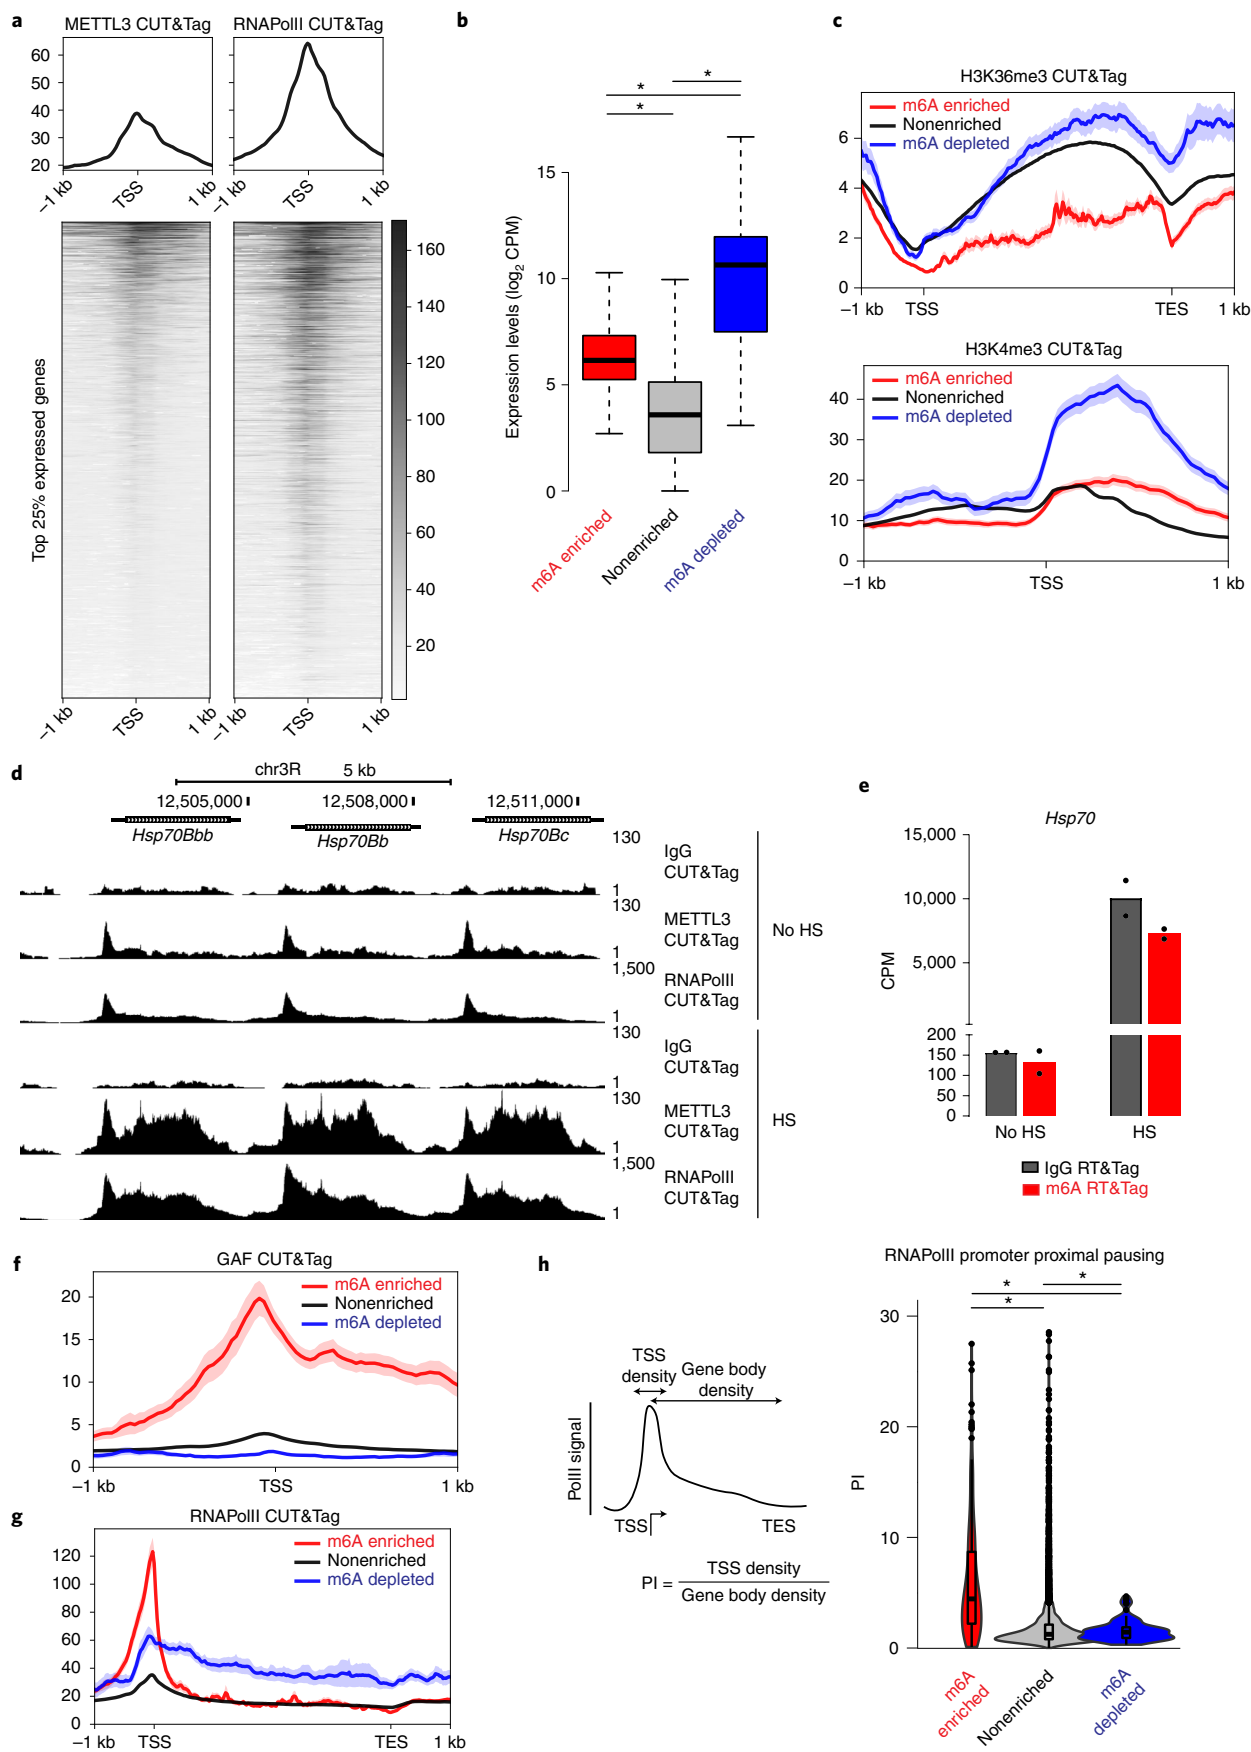 a
METTL3 CUT&Tag
RNAPolII CUT&Tag
60
50
40
30
20
−1 kb
TSS
1 kb
−1 kb
TSS
1 kb
Top 25% expressed genes
160
140
120
100
80
60
40
20
−1 kb
TSS
1 kb
−1 kb
TSS
1 kb
b
*
*
*
Expression levels (log2 CPM)
15
10
5
0
m6A enriched
Nonenriched
m6A depleted
c
H3K36me3 CUT&Tag
m6A enriched
Nonenriched
m6A depleted
6
4
2
0
−1 kb
TSS
TES
1 kb
H3K4me3 CUT&Tag
m6A enriched
Nonenriched
m6A depleted
40
30
20
10
0
−1 kb
TSS
1 kb
d
chr3R 5 kb
12,505,000
12,508,000
12,511,000
Hsp70Bbb
Hsp70Bb
Hsp70Bc
130
1
IgG
CUT&Tag
130
1
METTL3
CUT&Tag
No HS
1,500
1
RNAPolII
CUT&Tag
130
1
IgG
CUT&Tag
130
1
METTL3
CUT&Tag
HS
1,500
1
RNAPolII
CUT&Tag
e
Hsp70
CPM
15,000
10,000
5,000
200
150
100
50
0
No HS
HS
IgG RT&Tag
m6A RT&Tag
f
GAF CUT&Tag
m6A enriched
Nonenriched
m6A depleted
20
15
10
5
0
−1 kb
TSS
1 kb
g
RNAPolII CUT&Tag
m6A enriched
Nonenriched
m6A depleted
120
100
80
60
40
20
0
−1 kb
TSS
TES
1 kb
h
TSS
density
Gene body
density
PolII signal
TSS
TES
PI = TSS density
Gene body density
RNAPolII promoter proximal pausing
*
*
*
PI
30
20
10
0
m6A
enriched
Nonenriched
m6A
depleted